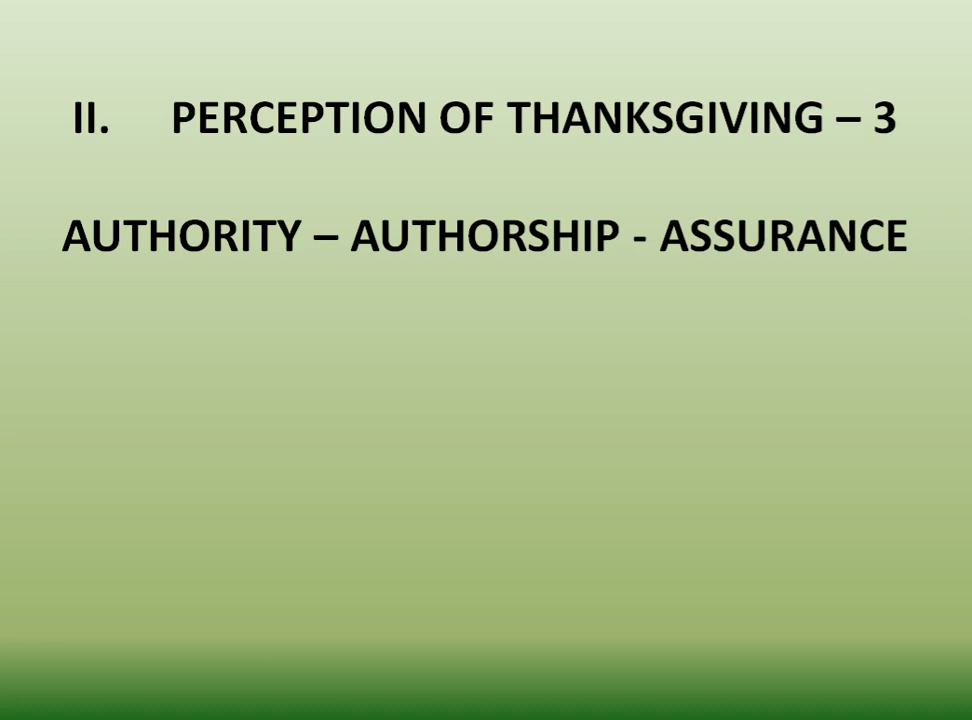 II. PERCEPTION OF THANKSGIVING – 3
AUTHORITY – AUTHORSHIP - ASSURANCE